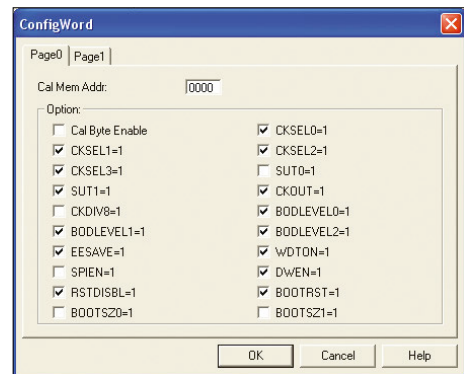 ConfigWord
Page0 Page1
Cal Mem Addr: 0000
Option:
Cal Byte Enable CKSEL0=1
CKSEL1=1 CKSEL2=1
CKSEL3=1 SUT0=1
SUT1=1 CKOUT=1
CKDIV8=1 BODLEVEL0=1
BODLEVEL1=1 BODLEVEL2=1
EESAVE=1 WDTON=1
SPIEN=1 DWEN=1
RSTDISBL=1 BOOTRST=1
BOOTSZ0=1 BOOTSZ1=1
OK Cancel Help